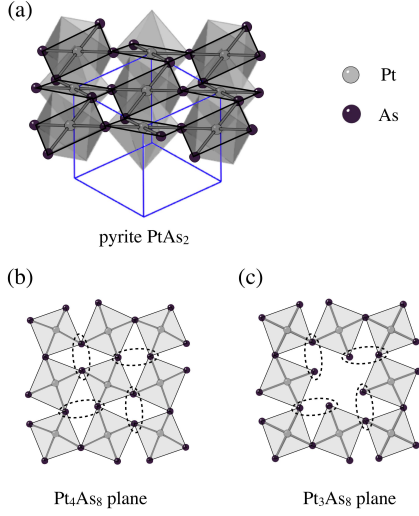 (a)
Pt
As
pyrite PtAs₂
(b)
(c)
Pt₄As₈ plane
Pt₃As₈ plane